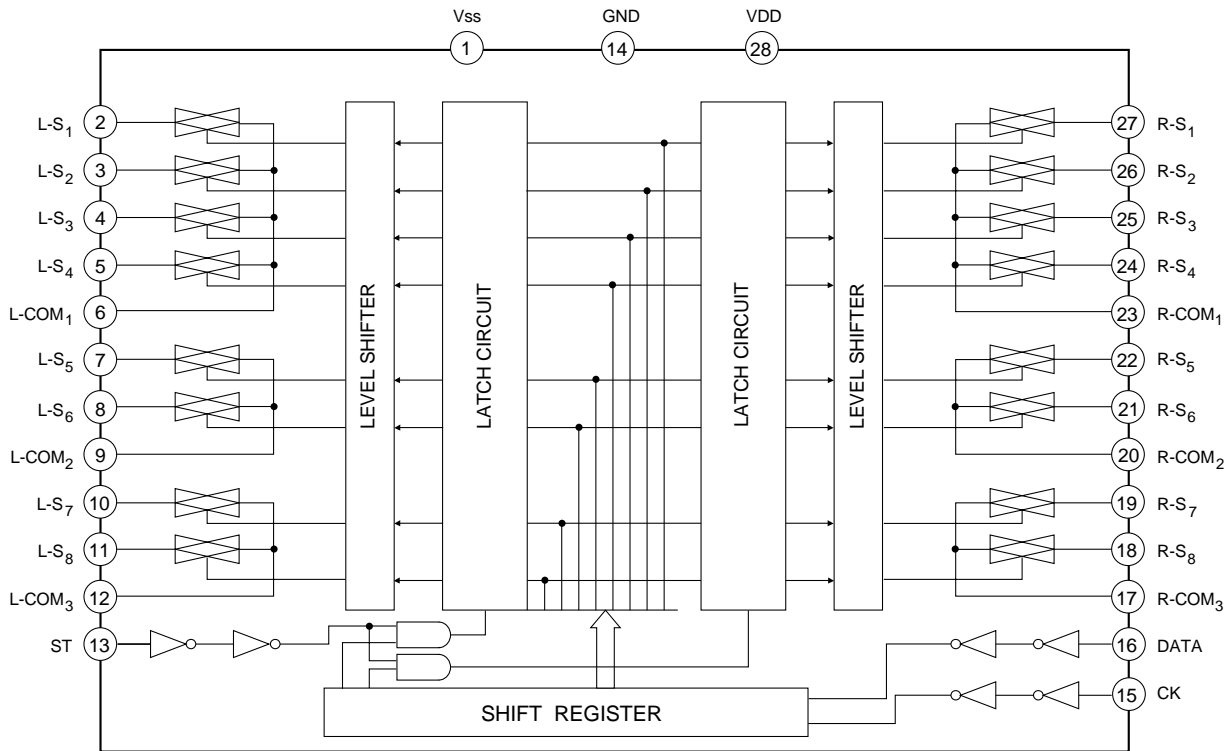 Vss GND VDD
1 14 28
L-S1 2 27 R-S1
L-S2 3 26 R-S2
L-S3 4 25 R-S3
L-S4 5 24 R-S4
L-COM1 6 23 R-COM1
L-S5 7 22 R-S5
L-S6 8 21 R-S6
L-COM2 9 20 R-COM2
L-S7 10 19 R-S7
L-S8 11 18 R-S8
L-COM3 12 17 R-COM3
ST 13 16 DATA
15 CK
LEVEL SHIFTER
LATCH CIRCUIT
LATCH CIRCUIT
LEVEL SHIFTER
SHIFT REGISTER